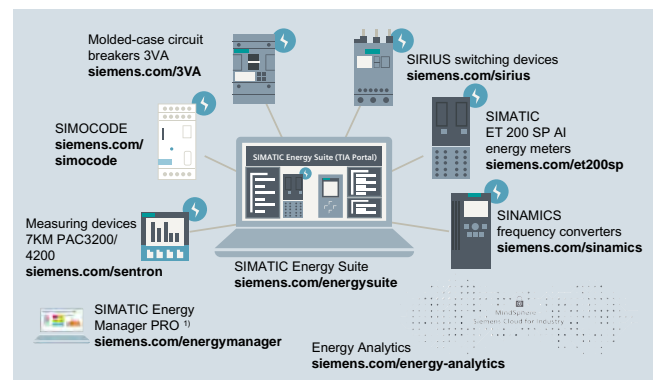 Molded-case circuit
breakers 3VA
siemens.com/3VA
SIRIUS switching devices
siemens.com/sirius
SIMOCODE
siemens.com/
simocode
SIMATIC
ET 200 SP AI
energy meters
siemens.com/et200sp
SIMATIC Energy Suite (TIA Portal)
Measuring devices
7KM PAC3200/
4200
siemens.com/sentron
SINAMICS
frequency converters
siemens.com/sinamics
SIMATIC Energy Suite
siemens.com/energysuite
SIMATIC Energy
Manager PRO 1)
siemens.com/energymanager
MindSphere
Siemens Cloud for Industry
Energy Analytics
siemens.com/energy-analytics